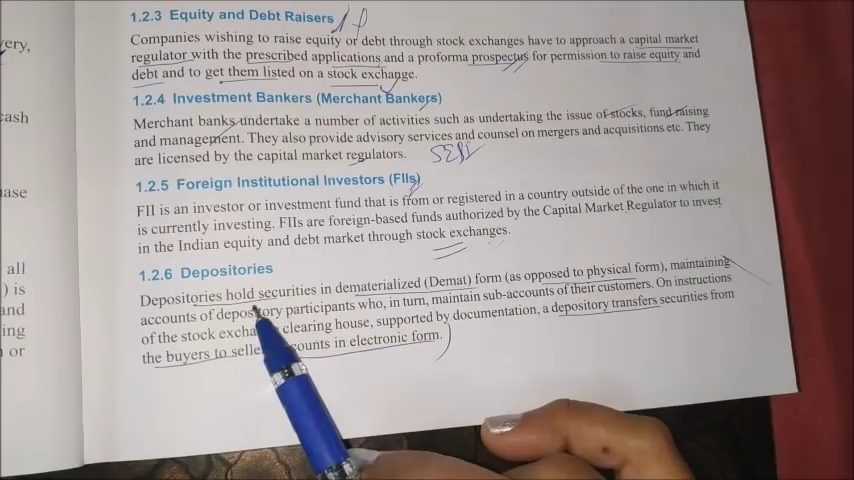 very,
cash
ase
all
) is
and
ing
or
1.2.3 Equity and Debt Raisers
Companies wishing to raise equity or debt through stock exchanges have to approach a capital market
regulator with the prescribed applications and a proforma prospectus for permission to raise equity and
debt and to get them listed on a stock exchange.
1.2.4 Investment Bankers (Merchant Bankers)
Merchant banks undertake a number of activities such as undertaking the issue of stocks, fund raising
and management. They also provide advisory services and counsel on mergers and acquisitions etc. They
are licensed by the capital market regulators.
SEBI
1.2.5 Foreign Institutional Investors (FIIs)
FII is an investor or investment fund that is from or registered in a country outside of the one in which it
is currently investing. FIIs are foreign-based funds authorized by the Capital Market Regulator to invest
in the Indian equity and debt market through stock exchanges.
1.2.6 Depositories
Depositories hold securities in dematerialized (Demat) form (as opposed to physical form), maintaining
accounts of depository participants who, in turn, maintain sub-accounts of their customers. On instructions
of the stock excha clearing house, supported by documentation, a depository transfers securities from
the buyers to selle counts in electronic form.